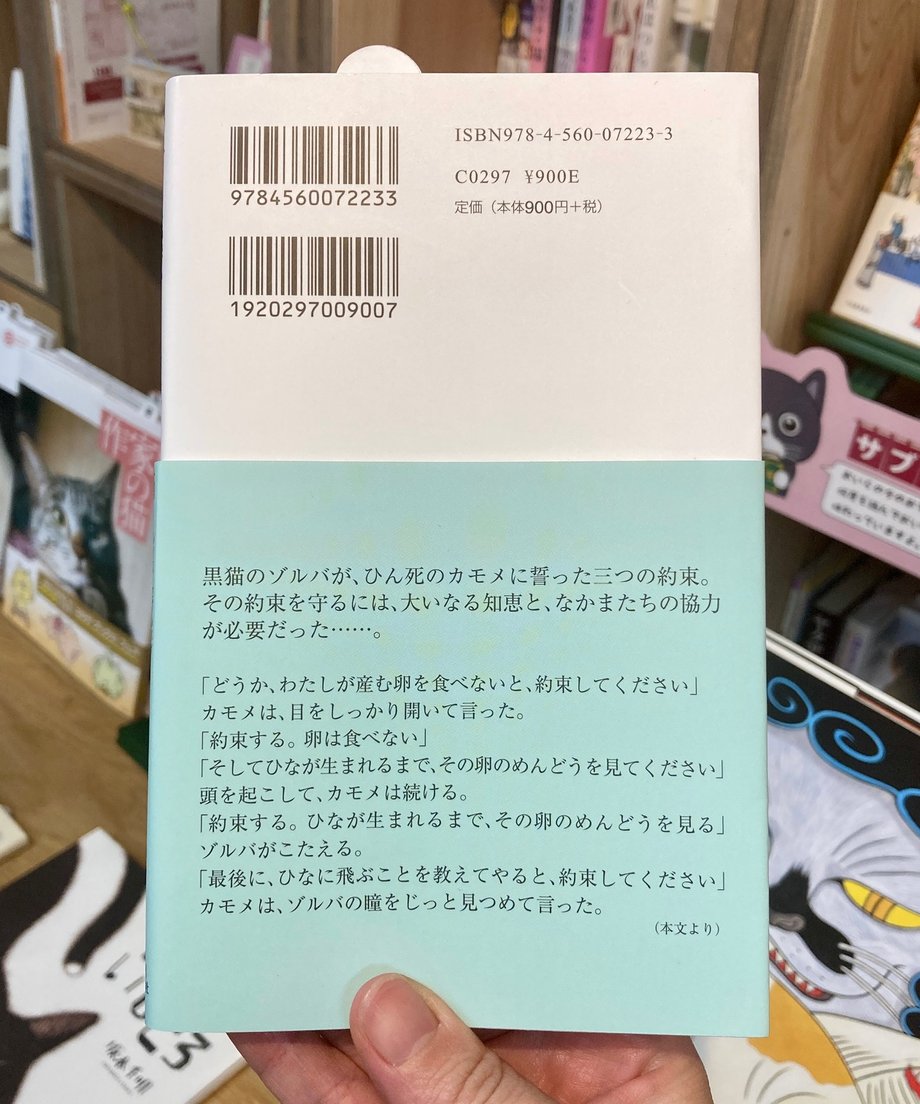 ISBN978-4-560-07223-3
C0297 ¥900E
定価（本体900円＋税）
9784560072233
1920297009007
黒猫のゾルバが、ひん死のカモメに誓った三つの約束。
その約束を守るには、大いなる知恵と、なかまたちの協力
が必要だった……。
「どうか、わたしが産む卵を食べないと、約束してください」
カモメは、目をしっかり開いて言った。
「約束する。卵は食べない」
「そしてひなが生まれるまで、その卵のめんどうを見てください」
頭を起こして、カモメは続ける。
「約束する。ひなが生まれるまで、その卵のめんどうを見る」
ゾルバがこたえる。
「最後に、ひなに飛ぶことを教えてやると、約束してください」
カモメは、ゾルバの瞳をじっと見つめて言った。
（本文より）
作家の猫
サブ